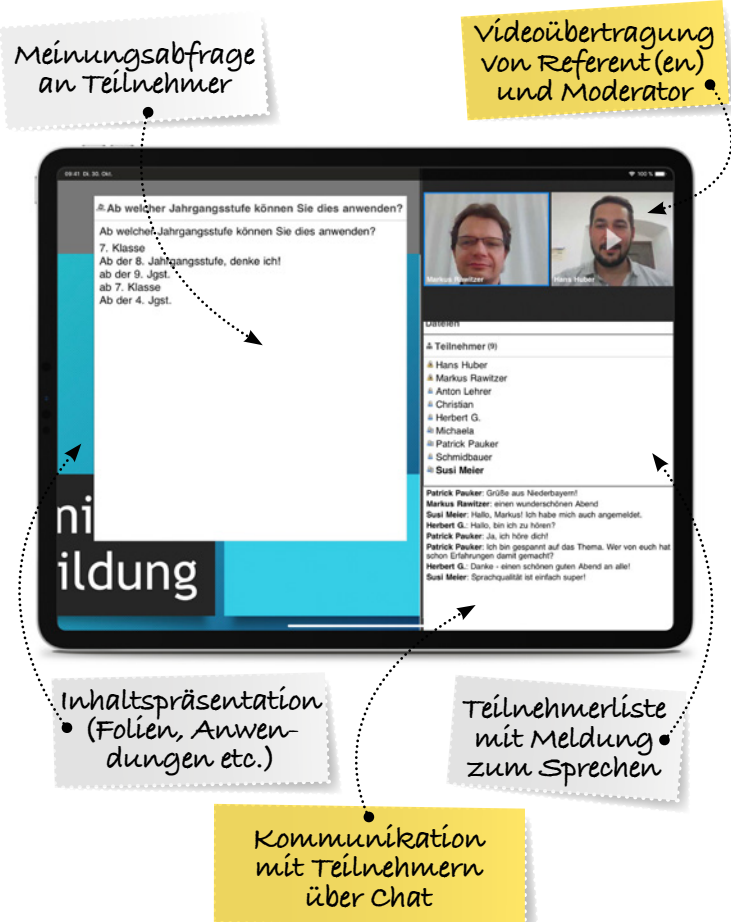 Meinungsabfrage
an Teilnehmer
Videoübertragung
von Referent(en)
und Moderator
09:41 Di. 30. Okt.
100 %
Ab welcher Jahrgangsstufe können Sie dies anwenden?
Ab welcher Jahrgangsstufe können Sie dies anwenden?
7. Klasse
Ab der 8. Jahrgangsstufe, denke ich!
ab der 9. Jgst.
ab 7. Klasse
Ab der 4. Jgst.
Markus Rawitzer
Hans Huber
Dateien
Teilnehmer (9)
Hans Huber
Markus Rawitzer
Anton Lehrer
Christian
Herbert G.
Michaela
Patrick Pauker
Schmidbauer
Susi Meier
Patrick Pauker: Grüße aus Niederbayern!
Markus Rawitzer: einen wunderschönen Abend
Susi Meier: Hallo, Markus! Ich habe mich auch angemeldet.
Herbert G.: Hallo, bin ich zu hören?
Patrick Pauker: Ja, ich höre dich!
Patrick Pauker: Ich bin gespannt auf das Thema. Wer von euch hat
schon Erfahrungen damit gemacht?
Herbert G.: Danke - einen schönen guten Abend an alle!
Susi Meier: Sprachqualität ist einfach super!
ni
ildung
Inhaltspräsentation
(Folien, Anwen-
dungen etc.)
Teilnehmerliste
mit Meldung
zum Sprechen
Kommunikation
mit Teilnehmern
über Chat